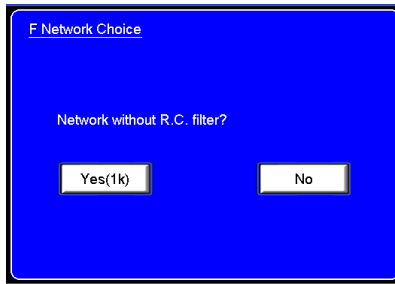 F Network Choice
Network without R.C. filter?
Yes(1k)
No